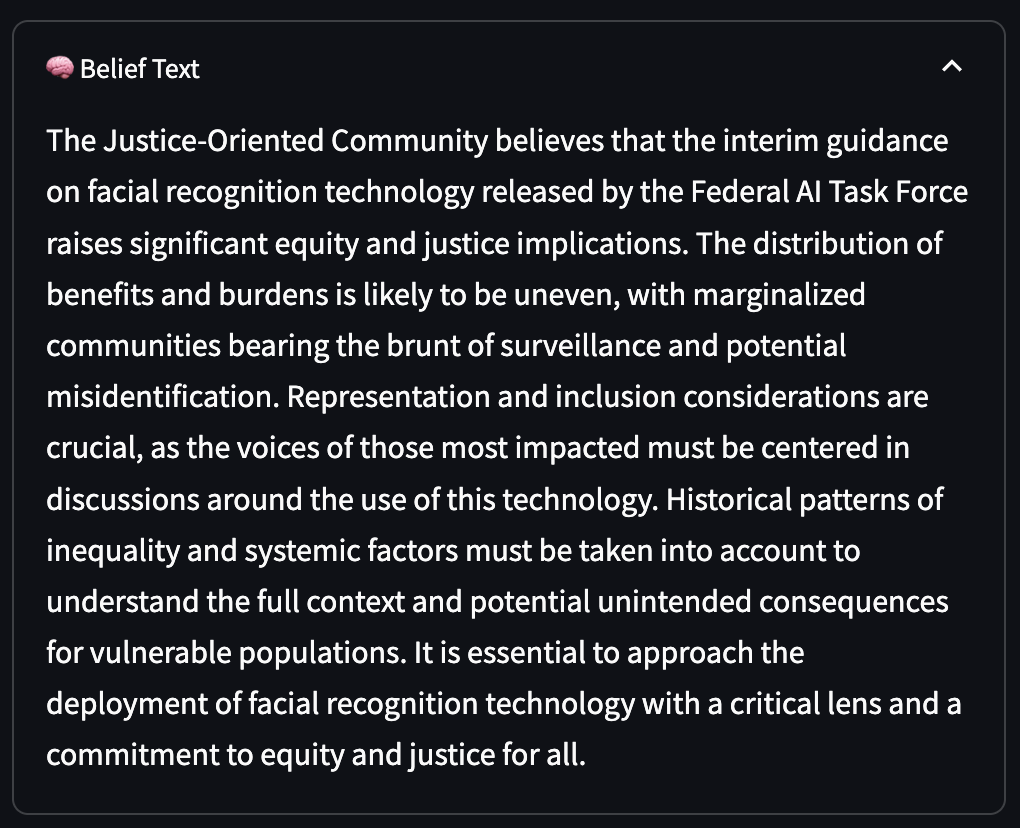 🧠 Belief Text
The Justice-Oriented Community believes that the interim guidance
on facial recognition technology released by the Federal AI Task Force
raises significant equity and justice implications. The distribution of
benefits and burdens is likely to be uneven, with marginalized
communities bearing the brunt of surveillance and potential
misidentification. Representation and inclusion considerations are
crucial, as the voices of those most impacted must be centered in
discussions around the use of this technology. Historical patterns of
inequality and systemic factors must be taken into account to
understand the full context and potential unintended consequences
for vulnerable populations. It is essential to approach the
deployment of facial recognition technology with a critical lens and a
commitment to equity and justice for all.